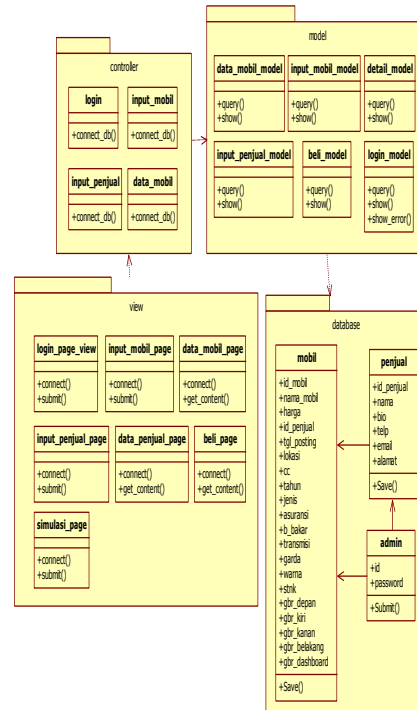 controller
login
+connect_db()
input_mobil
+connect_db()
input_penjual
+connect_db()
data_mobil
+connect_db()
model
data_mobil_model
+query()
+show()
input_mobil_model
+query()
+show()
detail_model
+query()
+show()
input_penjual_model
+query()
+show()
beli_model
+query()
+show()
login_model
+query()
+show()
+show_error()
view
login_page_view
+connect()
+submit()
input_mobil_page
+connect()
+submit()
data_mobil_page
+connect()
+get_content()
input_penjual_page
+connect()
+submit()
data_penjual_page
+connect()
+get_content()
beli_page
+connect()
+get_content()
simulasi_page
+connect()
+submit()
database
mobil
+id_mobil
+nama_mobil
+harga
+id_penjual
+tgl_posting
+lokasi
+cc
+tahun
+jenis
+asuransi
+b_bakar
+transmisi
+garda
+warna
+stnk
+gbr_depan
+gbr_kiri
+gbr_kanan
+gbr_belakang
+gbr_dashboard
+Save()
penjual
+id_penjual
+nama
+bio
+telp
+email
+alamat
+Save()
admin
+id
+password
+Submit()